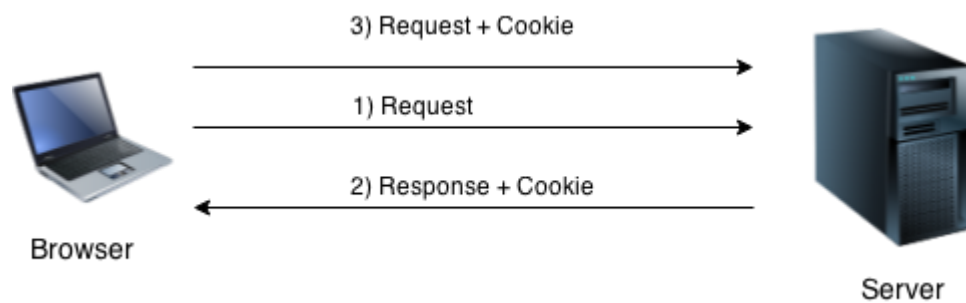 3) Request + Cookie
1) Request
2) Response + Cookie
Browser
Server